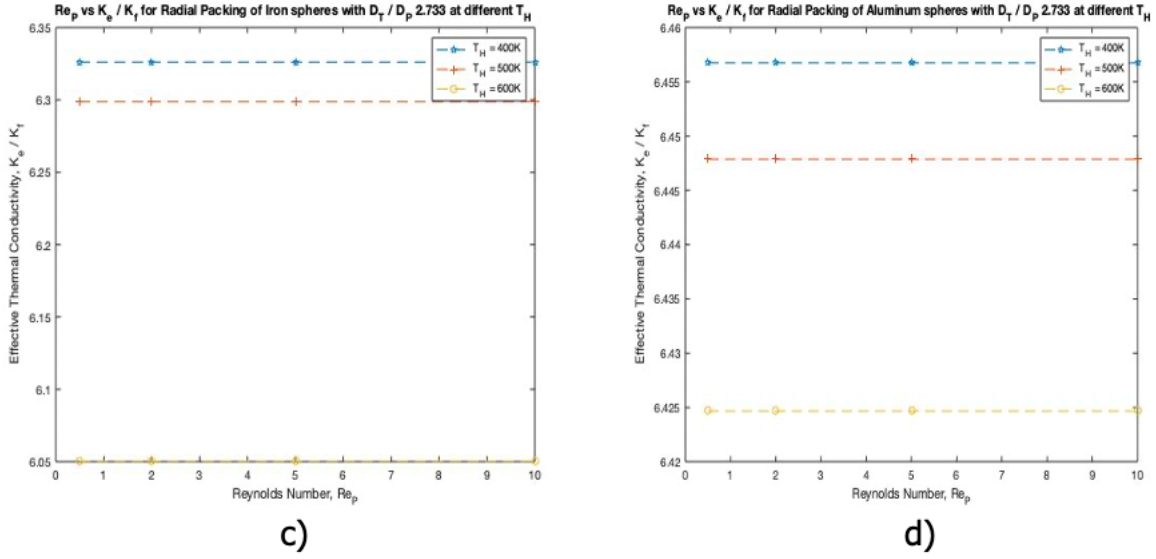 Re_P vs K_e / K_f for Radial Packing of Iron spheres with D_T / D_P 2.733 at different T_H
6.35
6.3
6.25
6.2
6.15
6.1
6.05
Effective Thermal Conductivity, K_e / K_f
T_H = 400K
T_H = 500K
T_H = 600K
0 1 2 3 4 5 6 7 8 9 10
Reynolds Number, Re_P
c)
Re_P vs K_e / K_f for Radial Packing of Aluminum spheres with D_T / D_P 2.733 at different T_H
6.46
6.455
6.45
6.445
6.44
6.435
6.43
6.425
6.42
Effective Thermal Conductivity, K_e / K_f
T_H = 400K
T_H = 500K
T_H = 600K
0 1 2 3 4 5 6 7 8 9 10
Reynolds Number, Re_P
d)